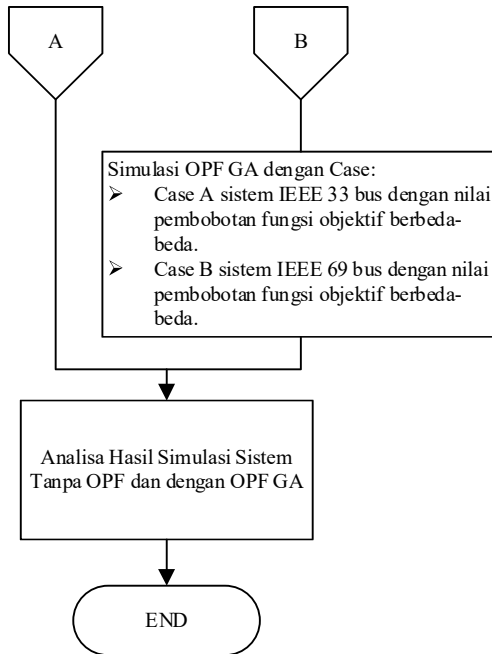 A
B
Simulasi OPF GA dengan Case:
➢ Case A sistem IEEE 33 bus dengan nilai
pembobotan fungsi objektif berbeda-
beda.
➢ Case B sistem IEEE 69 bus dengan nilai
pembobotan fungsi objektif berbeda-
beda.
Analisa Hasil Simulasi Sistem
Tanpa OPF dan dengan OPF GA
END